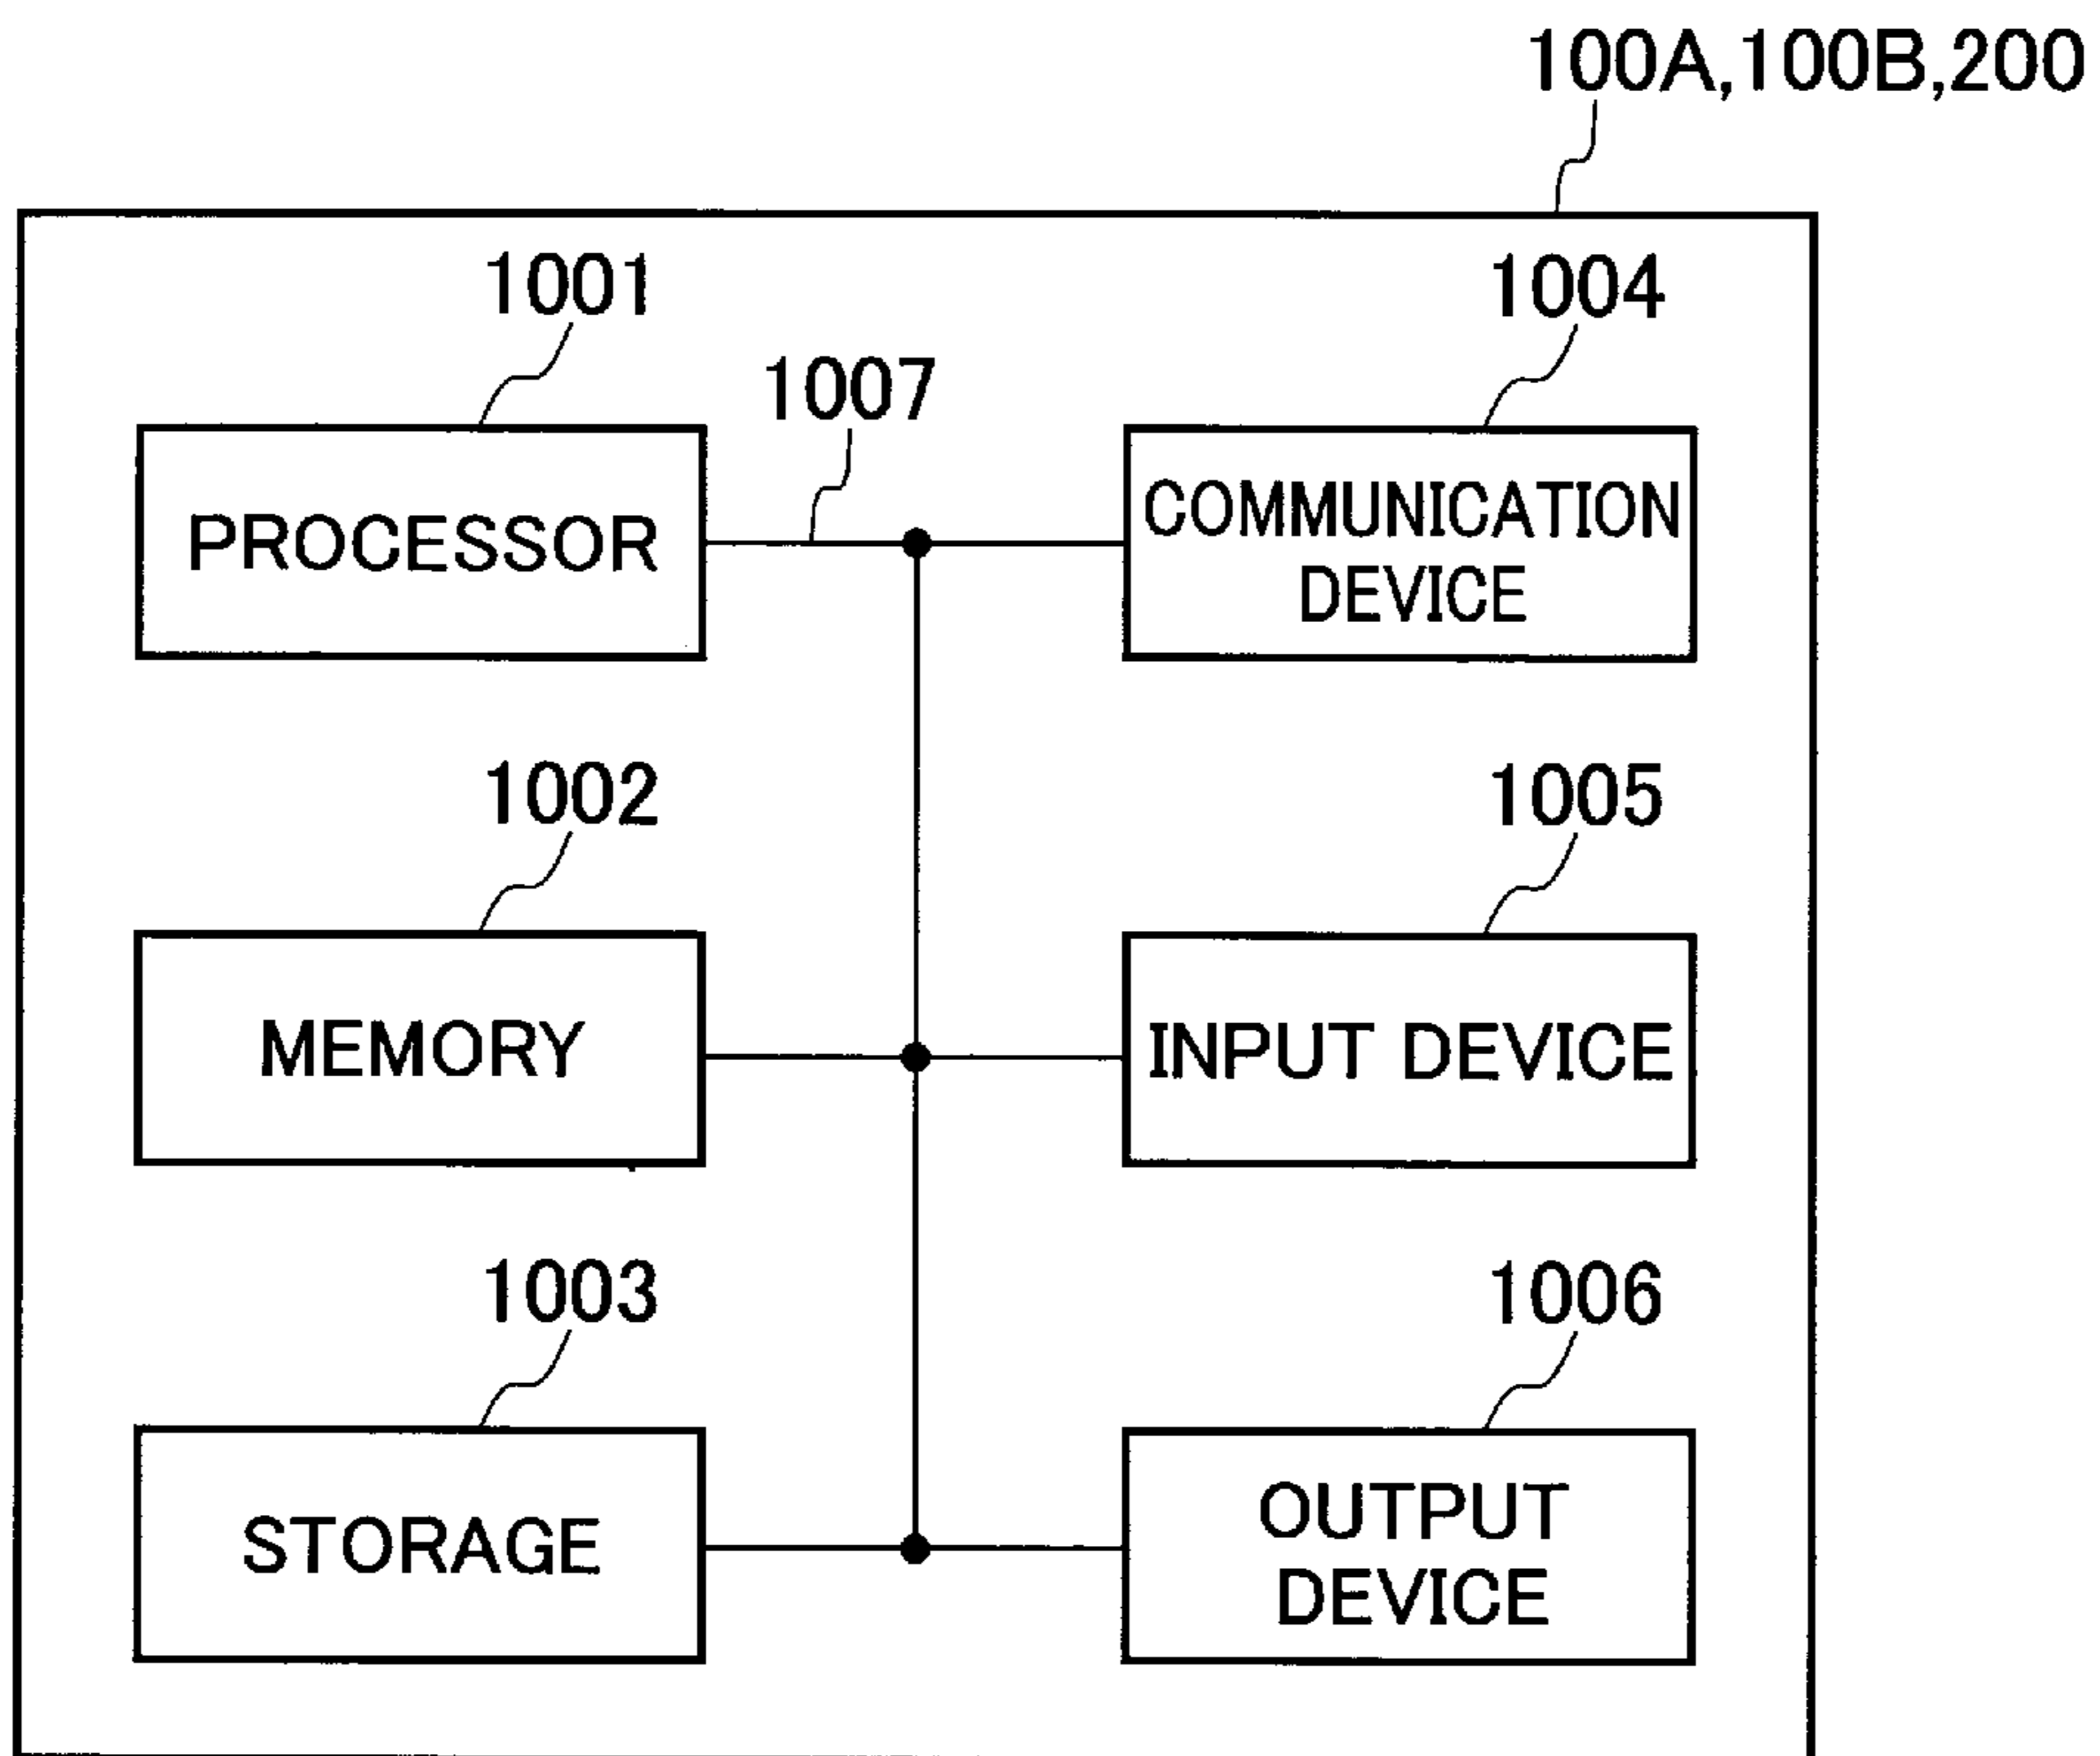 100A,100B,200
1001
1004
1007
PROCESSOR
COMMUNICATION
DEVICE
1002
1005
MEMORY
INPUT DEVICE
1003
1006
STORAGE
OUTPUT
DEVICE